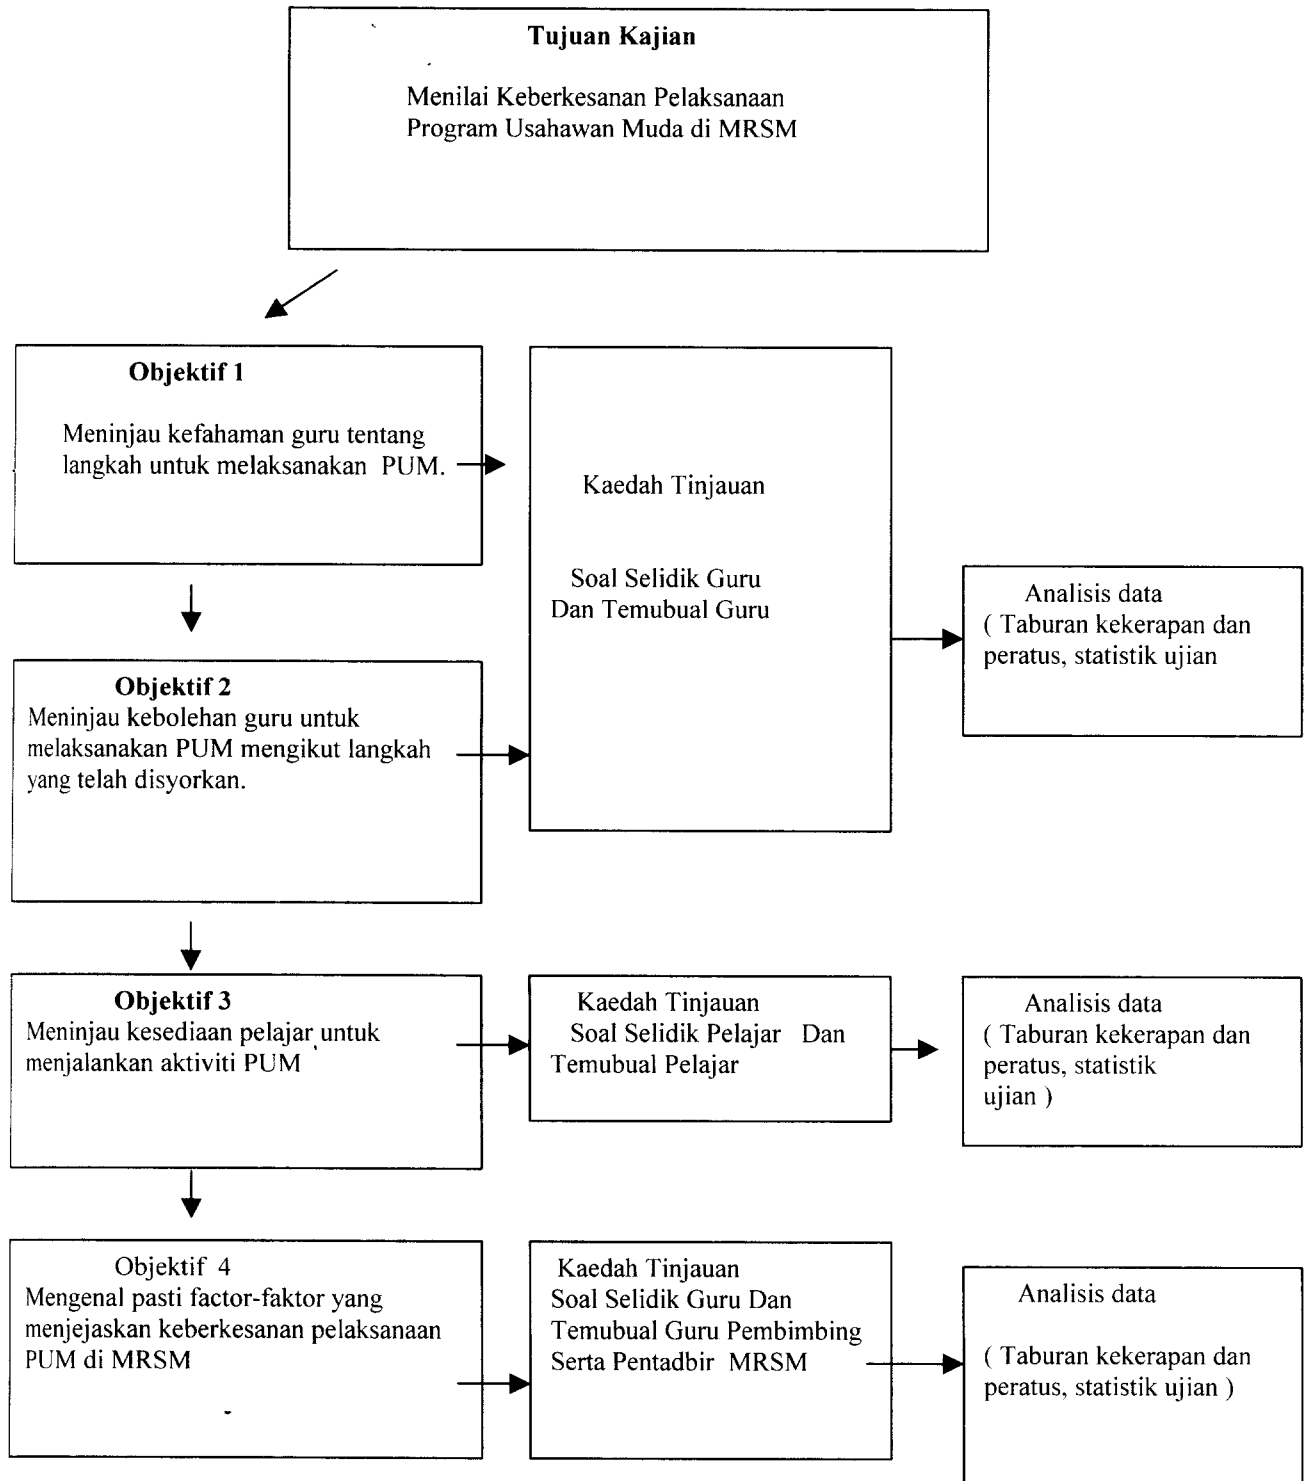 Tujuan Kajian
Menilai Keberkesanan Pelaksanaan
Program Usahawan Muda di MRSM
Objektif 1
Meninjau kefahaman guru tentang
langkah untuk melaksanakan PUM.
Kaedah Tinjauan
Soal Selidik Guru
Dan Temubual Guru
Analisis data
( Taburan kekerapan dan
peratus, statistik ujian
Objektif 2
Meninjau kebolehan guru untuk
melaksanakan PUM mengikut langkah
yang telah disyorkan.
Objektif 3
Meninjau kesediaan pelajar untuk
menjalankan aktiviti PUM
Kaedah Tinjauan
Soal Selidik Pelajar Dan
Temubual Pelajar
Analisis data
( Taburan kekerapan dan
peratus, statistik
ujian )
Objektif 4
Mengenal pasti factor-faktor yang
menjejaskan keberkesanan pelaksanaan
PUM di MRSM
Kaedah Tinjauan
Soal Selidik Guru Dan
Temubual Guru Pembimbing
Serta Pentadbir MRSM
Analisis data
( Taburan kekerapan dan
peratus, statistik ujian )